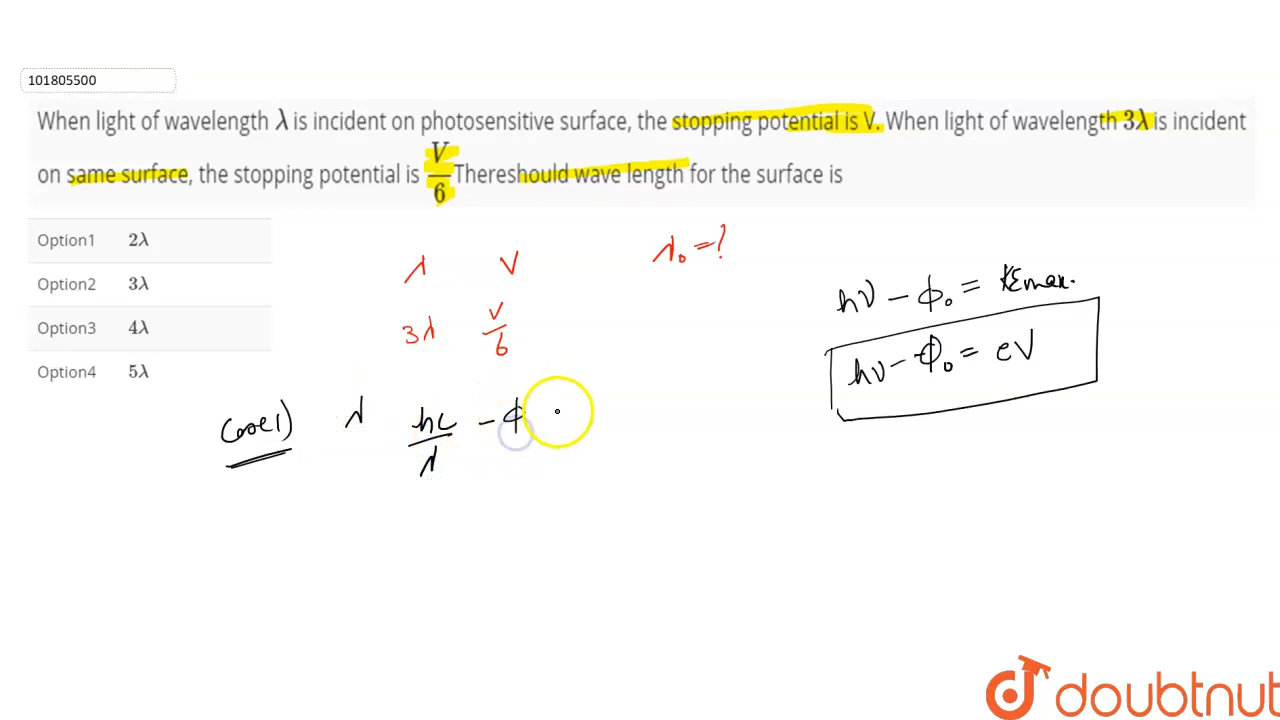 101805500
When light of wavelength λ is incident on photosensitive surface, the stopping potential is V. When light of wavelength 3λ is incident
on same surface, the stopping potential is V/6 Thereshould wave length for the surface is
Option1 2λ
Option2 3λ
Option3 4λ
Option4 5λ
λ V
3λ V/6
λ₀ = ?
hν − ϕ₀ = KEmax.
hν − ϕ₀ = eV
Case 1) λ hc/λ − ϕ
doubtnut